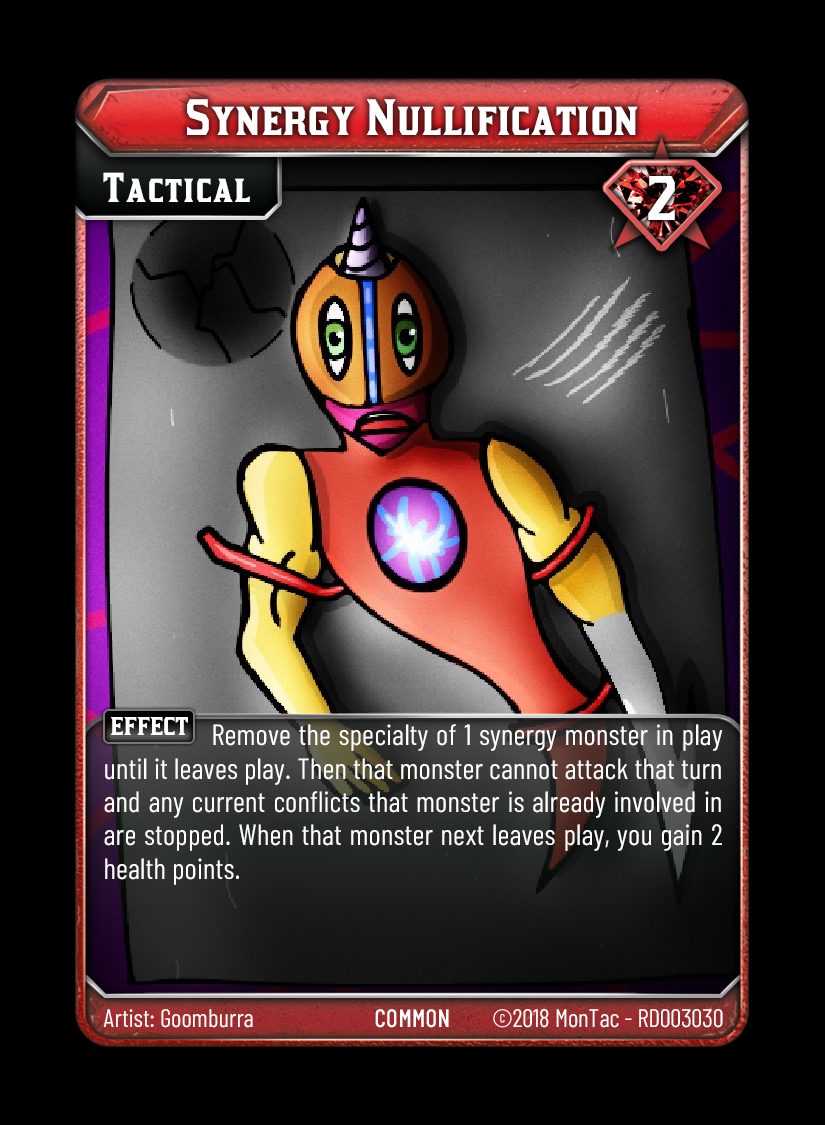 Synergy Nullification
Tactical
2
EFFECT Remove the specialty of 1 synergy monster in play
until it leaves play. Then that monster cannot attack that turn
and any current conflicts that monster is already involved in
are stopped. When that monster next leaves play, you gain 2
health points.
Artist: Goomburra COMMON ©2018 MonTac - RD003030